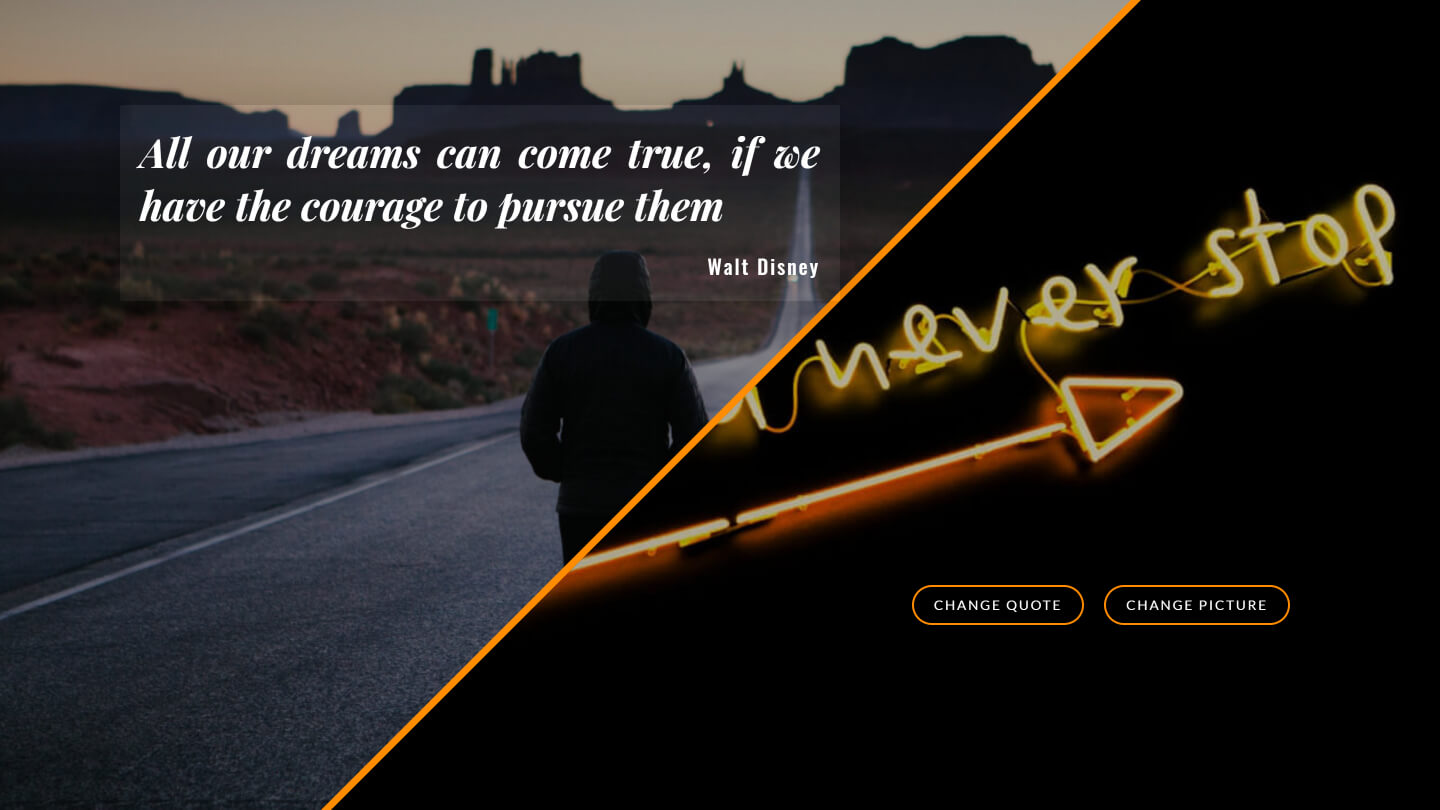 All our dreams can come true, if we
have the courage to pursue them
Walt Disney
never stop
CHANGE QUOTE
CHANGE PICTURE